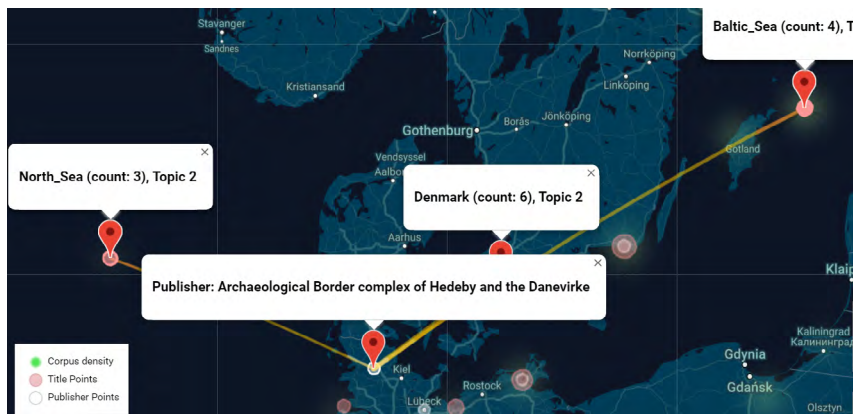 Stavanger
Sandnes
Kristiansand
Norrköping
Linköping
Baltic_Sea (count: 4), T
Gothenburg
Borås
Jönköping
Gotland
Vendsyssel
Aalbo
North_Sea (count: 3), Topic 2
Denmark (count: 6), Topic 2
Aarhus
Publisher: Archaeological Border complex of Hedeby and the Danevirke
Klaip
Kaliningrad
Калининград
Corpus density
Title Points
Publisher Points
Kiel
Rostock
Lübeck
Gdynia
Gdańsk
Olsztyn